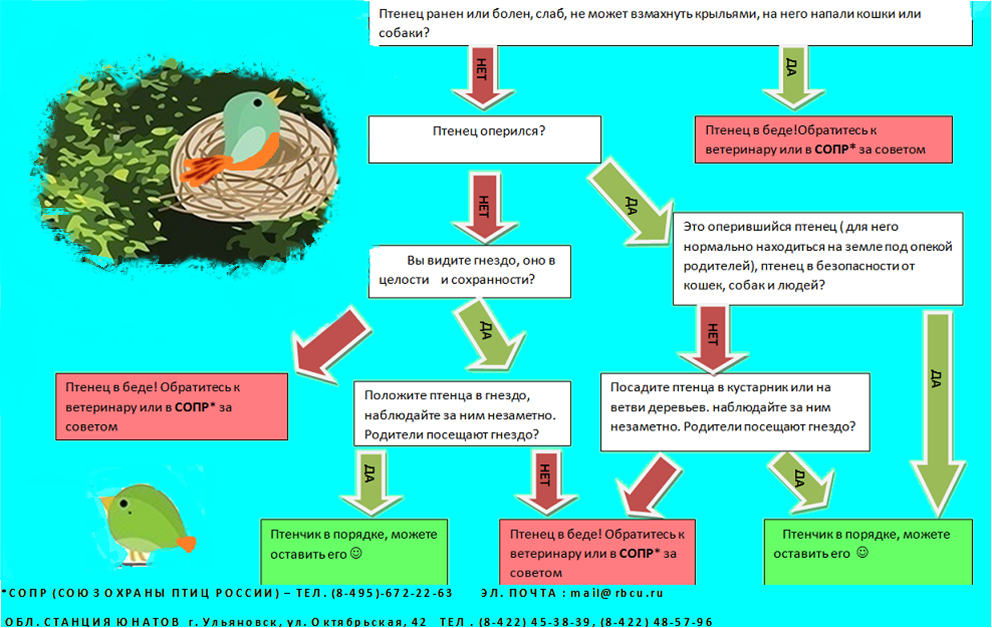 Птенец ранен или болен, слаб, не может взмахнуть крыльями, на него напали кошки или
собаки?
НЕТ
ДА
Птенец оперился?
Птенец в беде!Обратитесь к
ветеринару или в СОПР* за советом
НЕТ
ДА
Это оперившийся птенец ( для него
нормально находиться на земле под опекой
родителей), птенец в безопасности от
кошек, собак и людей?
Вы видите гнездо, оно в
целости и сохранности?
ДА
НЕТ
ДА
Птенец в беде! Обратитесь к
ветеринару или в СОПР* за
советом
Положите птенца в гнездо,
наблюдайте за ним незаметно.
Родители посещают гнездо?
Посадите птенца в кустарник или на
ветви деревьев. наблюдайте за ним
незаметно. Родители посещают гнездо?
ДА
НЕТ
ДА
Птенчик в порядке, можете
оставить его ☺
Птенец в беде! Обратитесь к
ветеринару или в СОПР* за
советом
Птенчик в порядке, можете
оставить его ☺
*СОПР (СОЮЗ ОХРАНЫ ПТИЦ РОССИИ) – ТЕЛ. (8-495)-672-22-63 ЭЛ. ПОЧТА : mail@rbcu.ru
ОБЛ. СТАНЦИЯ ЮНАТОВ г. Ульяновск, ул. Октябрьская, 42 ТЕЛ . (8-422) 45-38-39, (8-422) 48-57-96